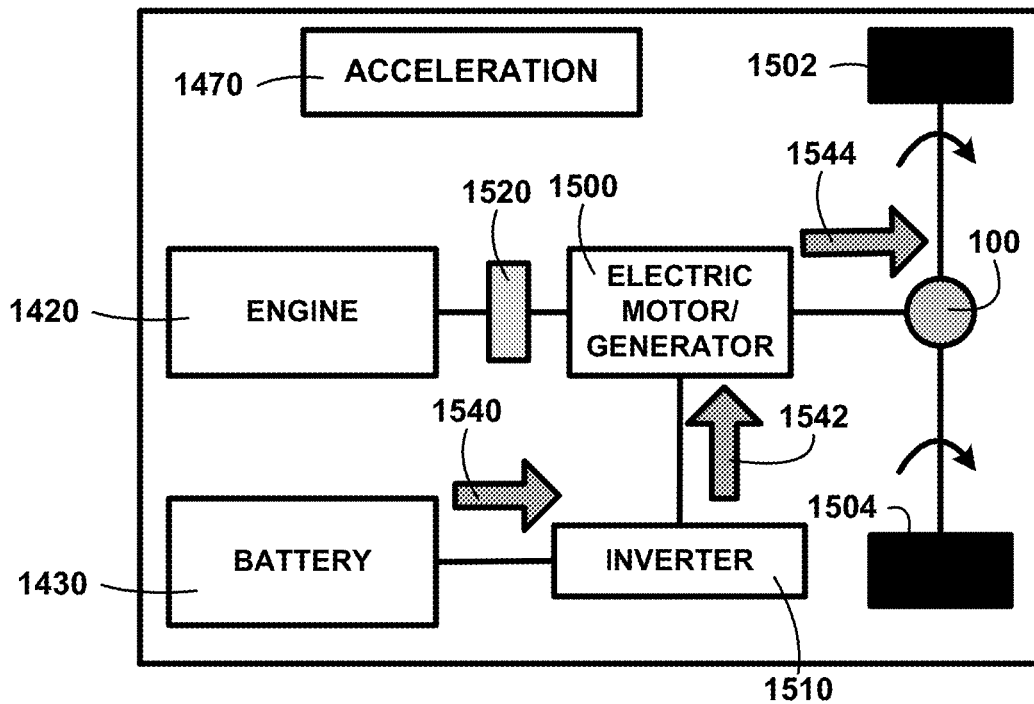 ACCELERATION
1470
1502
1544
1520
1500
100
ELECTRIC
MOTOR/
GENERATOR
1420
ENGINE
1540
1542
1504
BATTERY
INVERTER
1430
1510